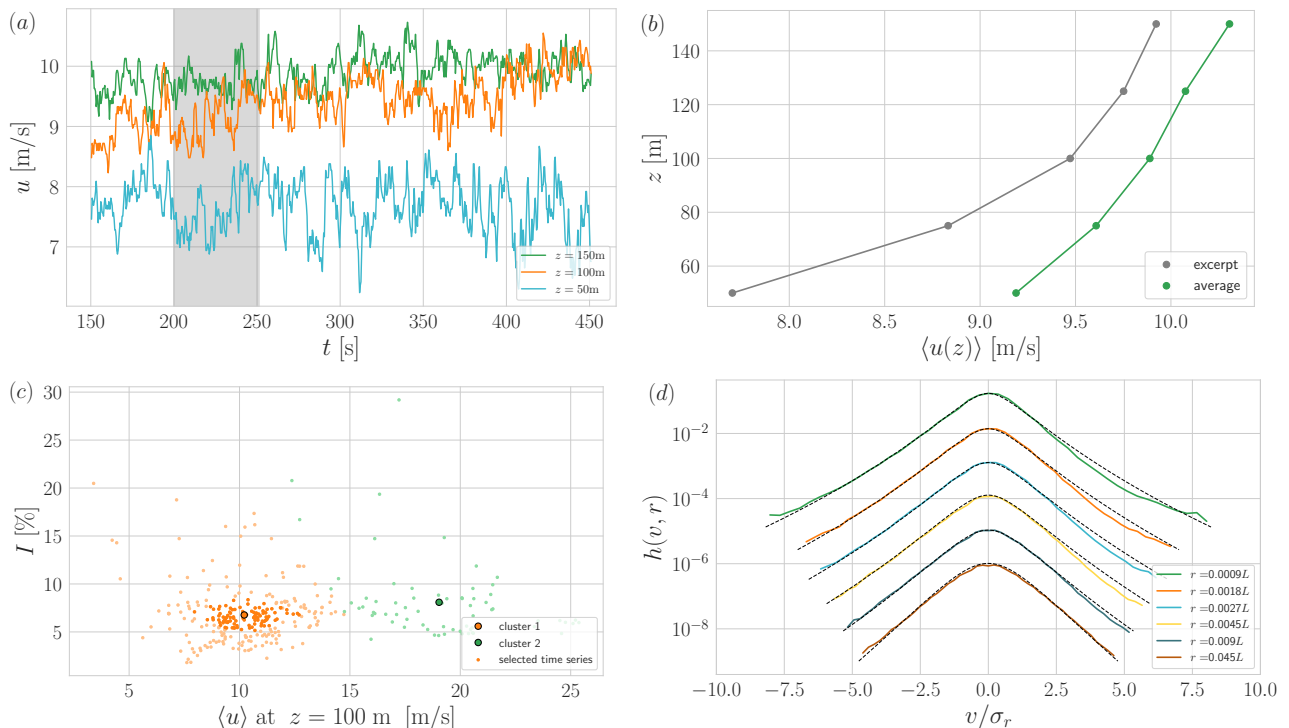 (a)
10
9
8
7
u [m/s]
z = 150m
z = 100m
z = 50m
150 200 250 300 350 400 450
t [s]
(b)
140
120
100
80
60
z [m]
excerpt
average
8.0 8.5 9.0 9.5 10.0
⟨u(z)⟩ [m/s]
(c)
30
25
20
15
10
5
I [%]
cluster 1
cluster 2
selected time series
5 10 15 20 25
⟨u⟩ at z = 100 m [m/s]
(d)
10⁻²
10⁻⁴
10⁻⁶
10⁻⁸
h(v, r)
r =0.0009L
r =0.0018L
r =0.0027L
r =0.0045L
r =0.009L
r =0.045L
−10.0 −7.5 −5.0 −2.5 0.0 2.5 5.0 7.5 10.0
v/σᵣ